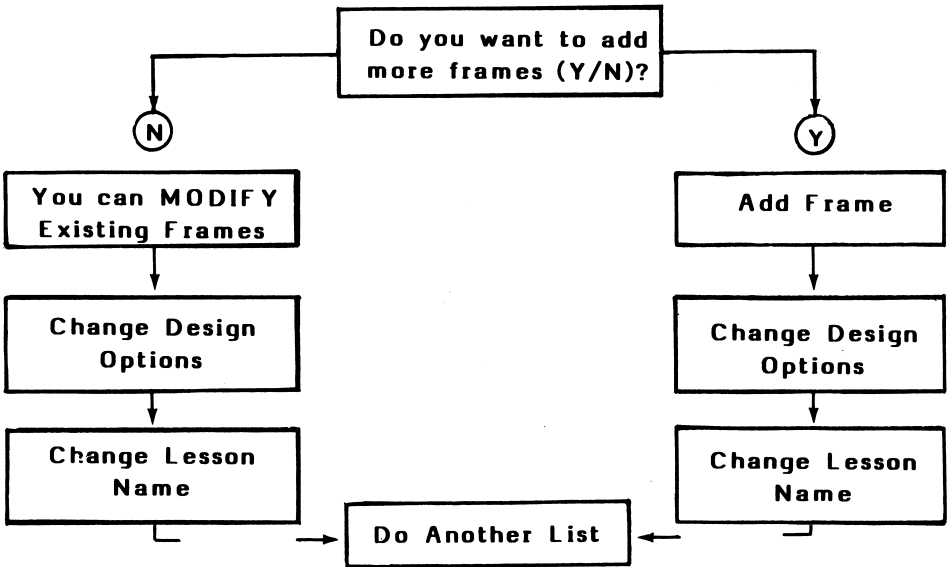 Do you want to add
more frames (Y/N)?
N
Y
You can MODIFY
Existing Frames
Add Frame
Change Design
Options
Change Design
Options
Change Lesson
Name
Change Lesson
Name
Do Another List